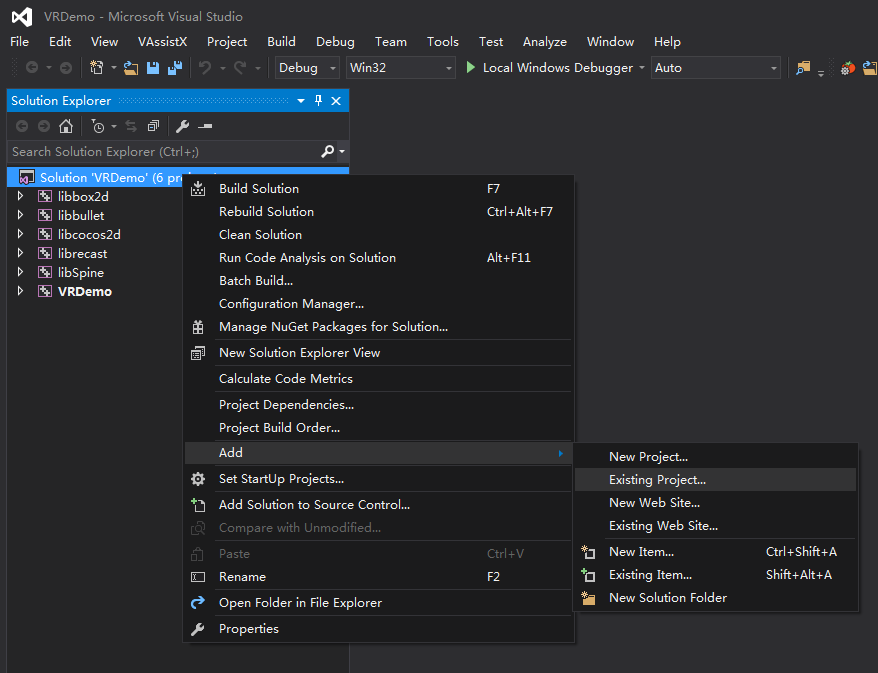 VRDemo - Microsoft Visual Studio
File Edit View VAssistX Project Build Debug Team Tools Test Analyze Window Help
Debug Win32 Local Windows Debugger Auto
Solution Explorer
Search Solution Explorer (Ctrl+;)
Solution 'VRDemo' (6
libbox2d
libbullet
libcocos2d
librecast
libSpine
VRDemo
Build Solution F7
Rebuild Solution Ctrl+Alt+F7
Clean Solution
Run Code Analysis on Solution Alt+F11
Batch Build...
Configuration Manager...
Manage NuGet Packages for Solution...
New Solution Explorer View
Calculate Code Metrics
Project Dependencies...
Project Build Order...
Add
Set StartUp Projects...
Add Solution to Source Control...
Compare with Unmodified...
Paste Ctrl+V
Rename F2
Open Folder in File Explorer
Properties
New Project...
Existing Project...
New Web Site...
Existing Web Site...
New Item... Ctrl+Shift+A
Existing Item... Shift+Alt+A
New Solution Folder